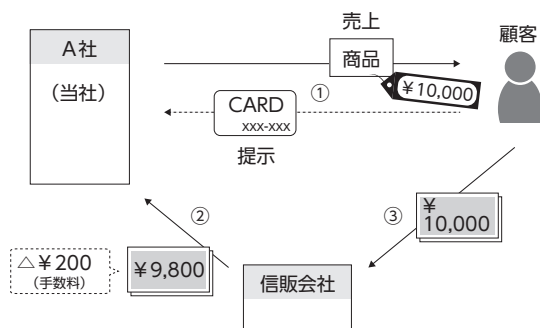 売上
A社
(当社)
商品
¥10,000
①
顧客
CARD
xxx-xxx
提示
②
③
¥
10,000
△¥200
(手数料)
¥9,800
信販会社